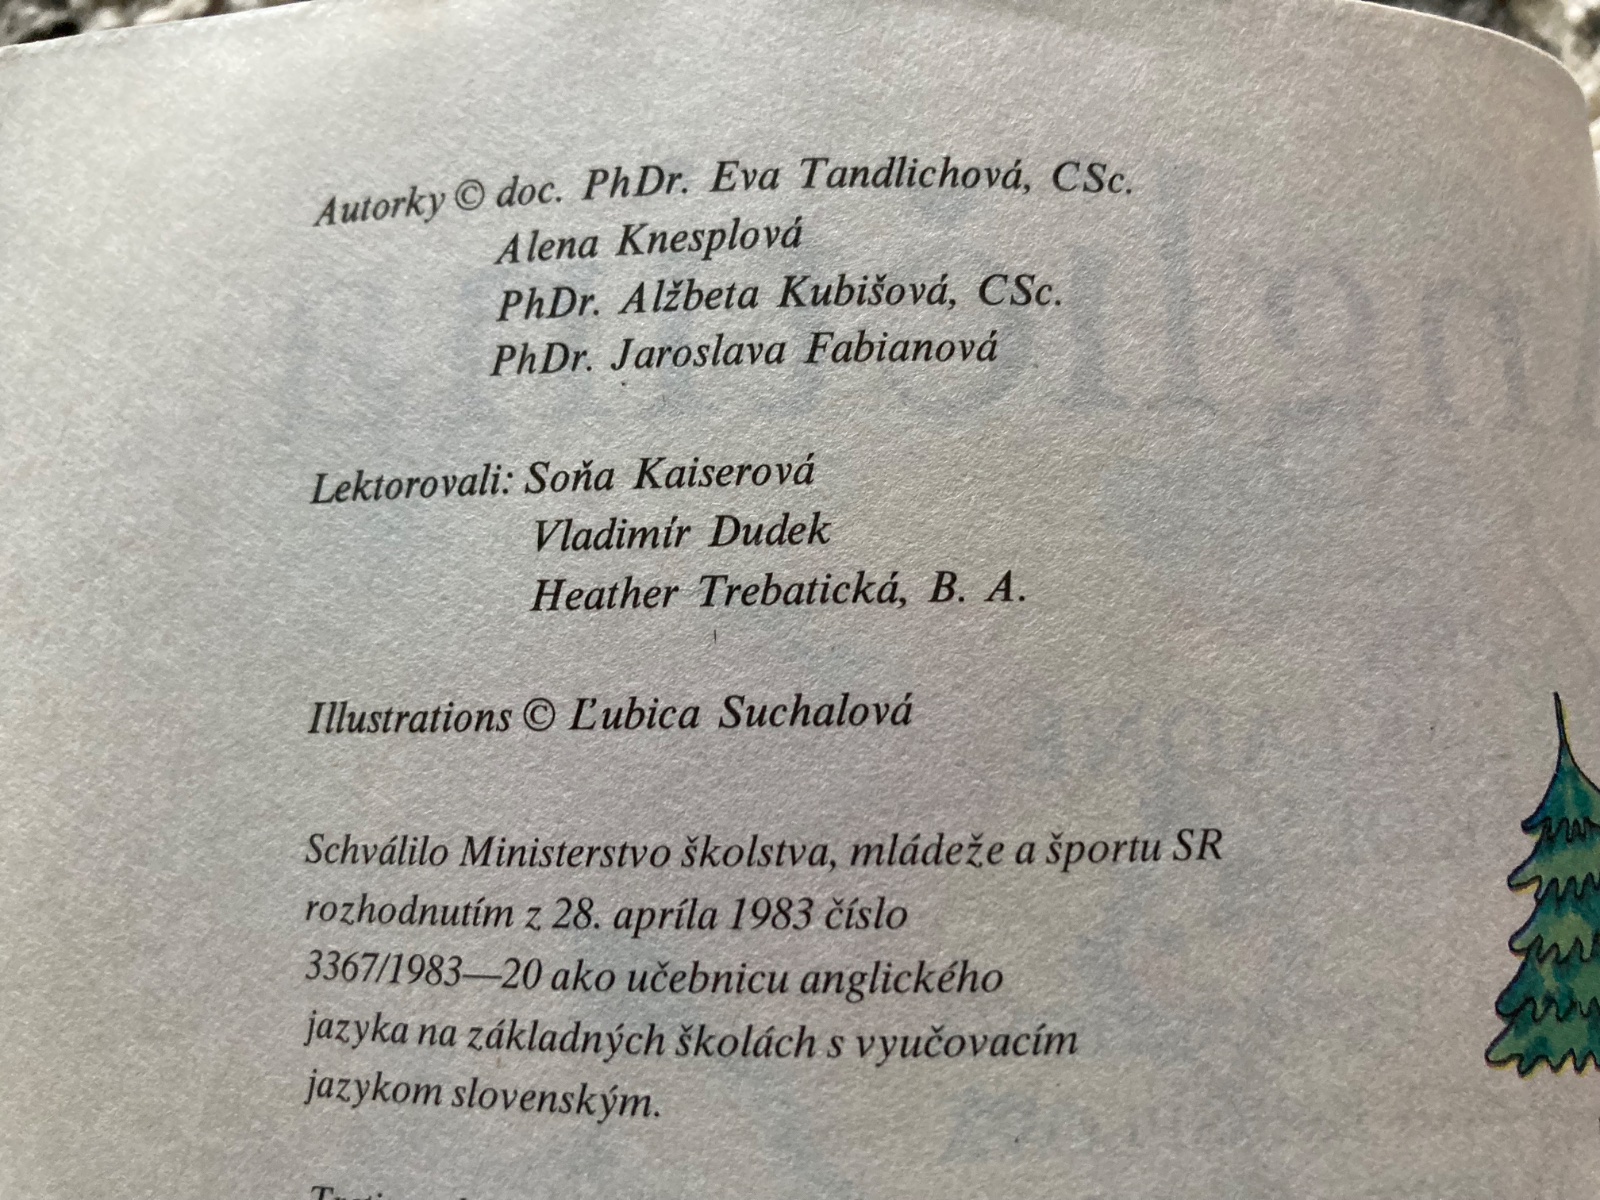 Autorky © doc. PhDr. Eva Tandlichová, CSc.
Alena Knesplová
PhDr. Alžbeta Kubišová, CSc.
PhDr. Jaroslava Fabianová
Lektorovali: Soňa Kaiserová
Vladimír Dudek
Heather Trebatická, B. A.
Illustrations © Ľubica Suchalová
Schválilo Ministerstvo školstva, mládeže a športu SR
rozhodnutím z 28. apríla 1983 číslo
3367/1983—20 ako učebnicu anglického
jazyka na základných školách s vyučovacím
jazykom slovenským.